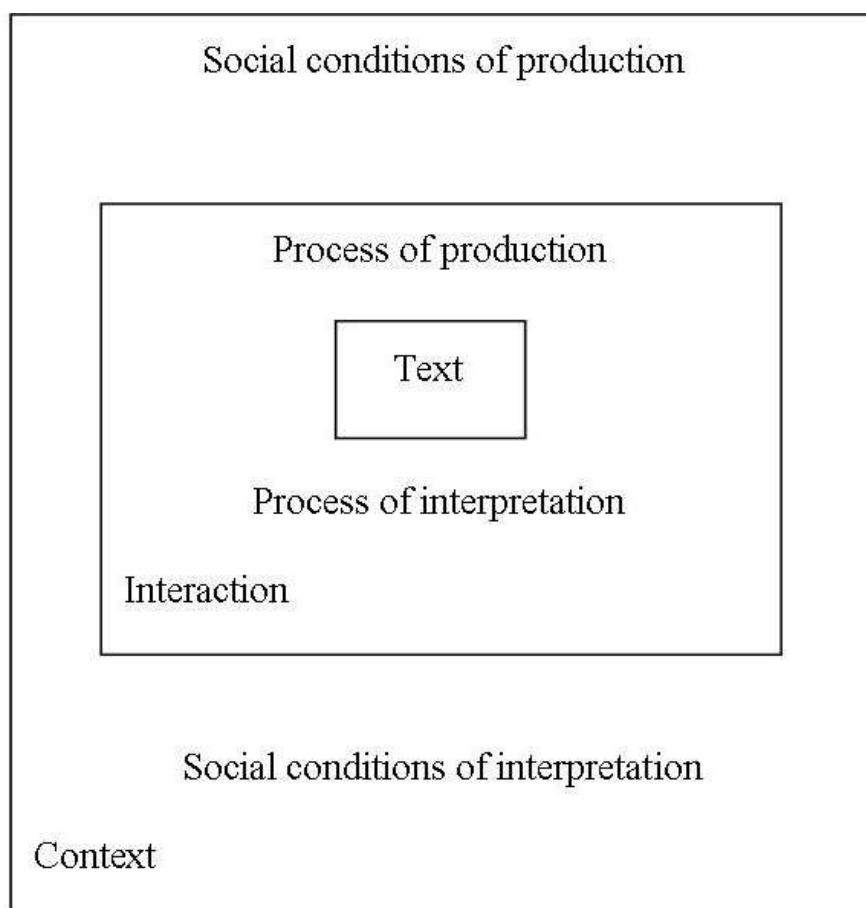 Social conditions of production
Process of production
Text
Process of interpretation
Interaction
Social conditions of interpretation
Context